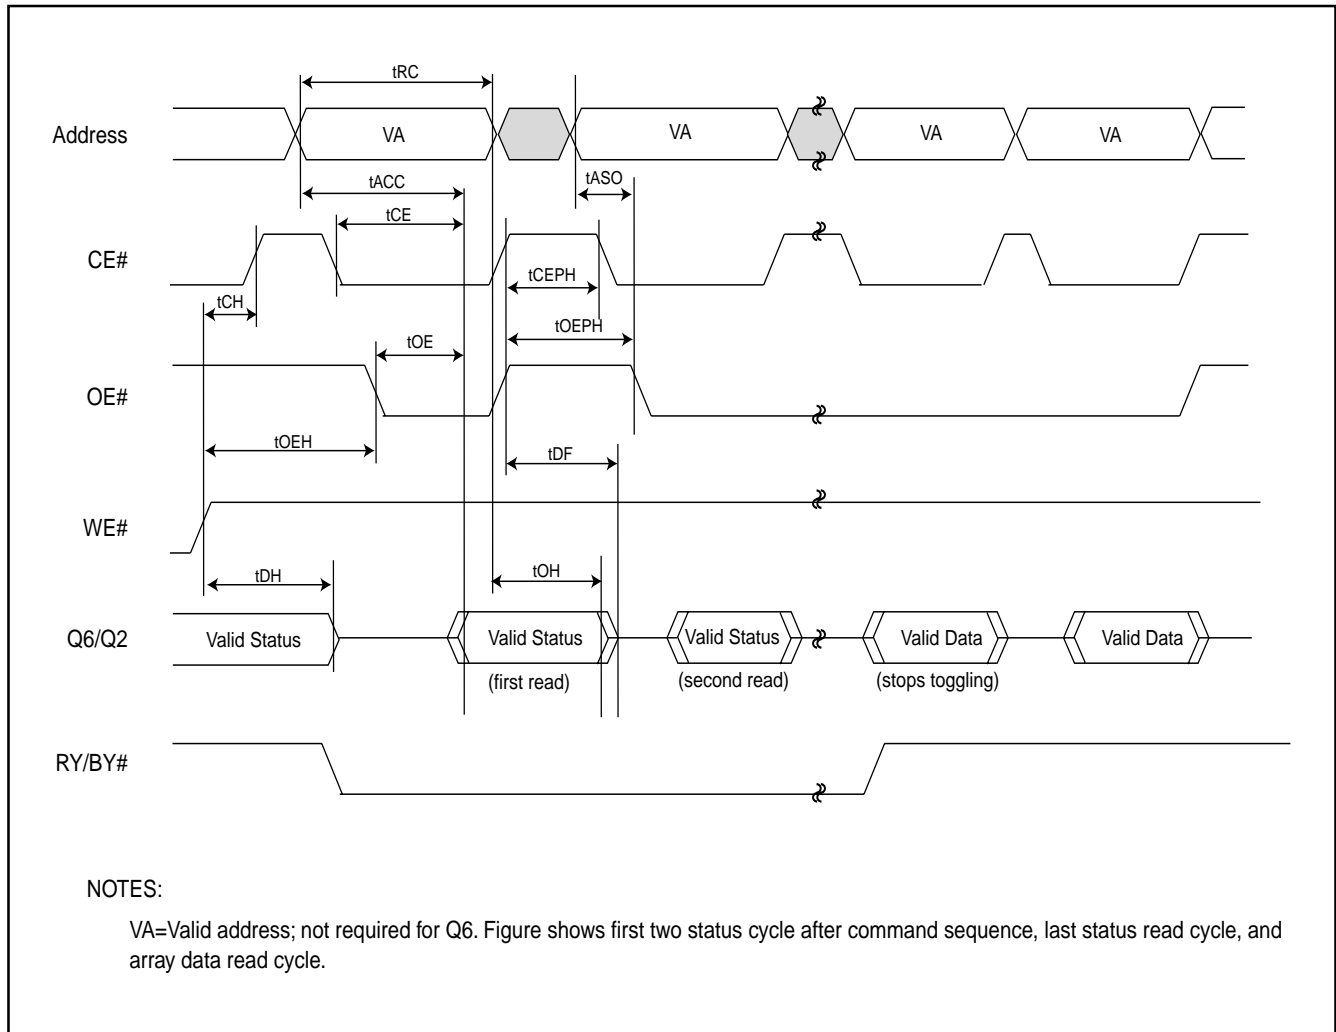 tRC
Address
VA
VA
VA
VA
tACC
tASO
tCE
CE#
tCEPH
tCH
tOEPH
tOE
OE#
tOEH
tDF
WE#
tDH
tOH
Q6/Q2
Valid Status
Valid Status
Valid Status
Valid Data
Valid Data
(first read)
(second read)
(stops toggling)
RY/BY#
NOTES:
VA=Valid address; not required for Q6. Figure shows first two status cycle after command sequence, last status read cycle, and
array data read cycle.